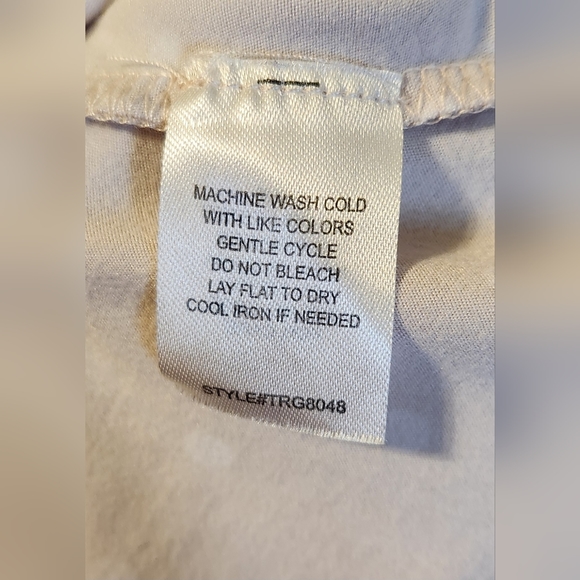 MACHINE WASH COLD
WITH LIKE COLORS
GENTLE CYCLE
DO NOT BLEACH
LAY FLAT TO DRY
COOL IRON IF NEEDED
STYLE#TRG8048